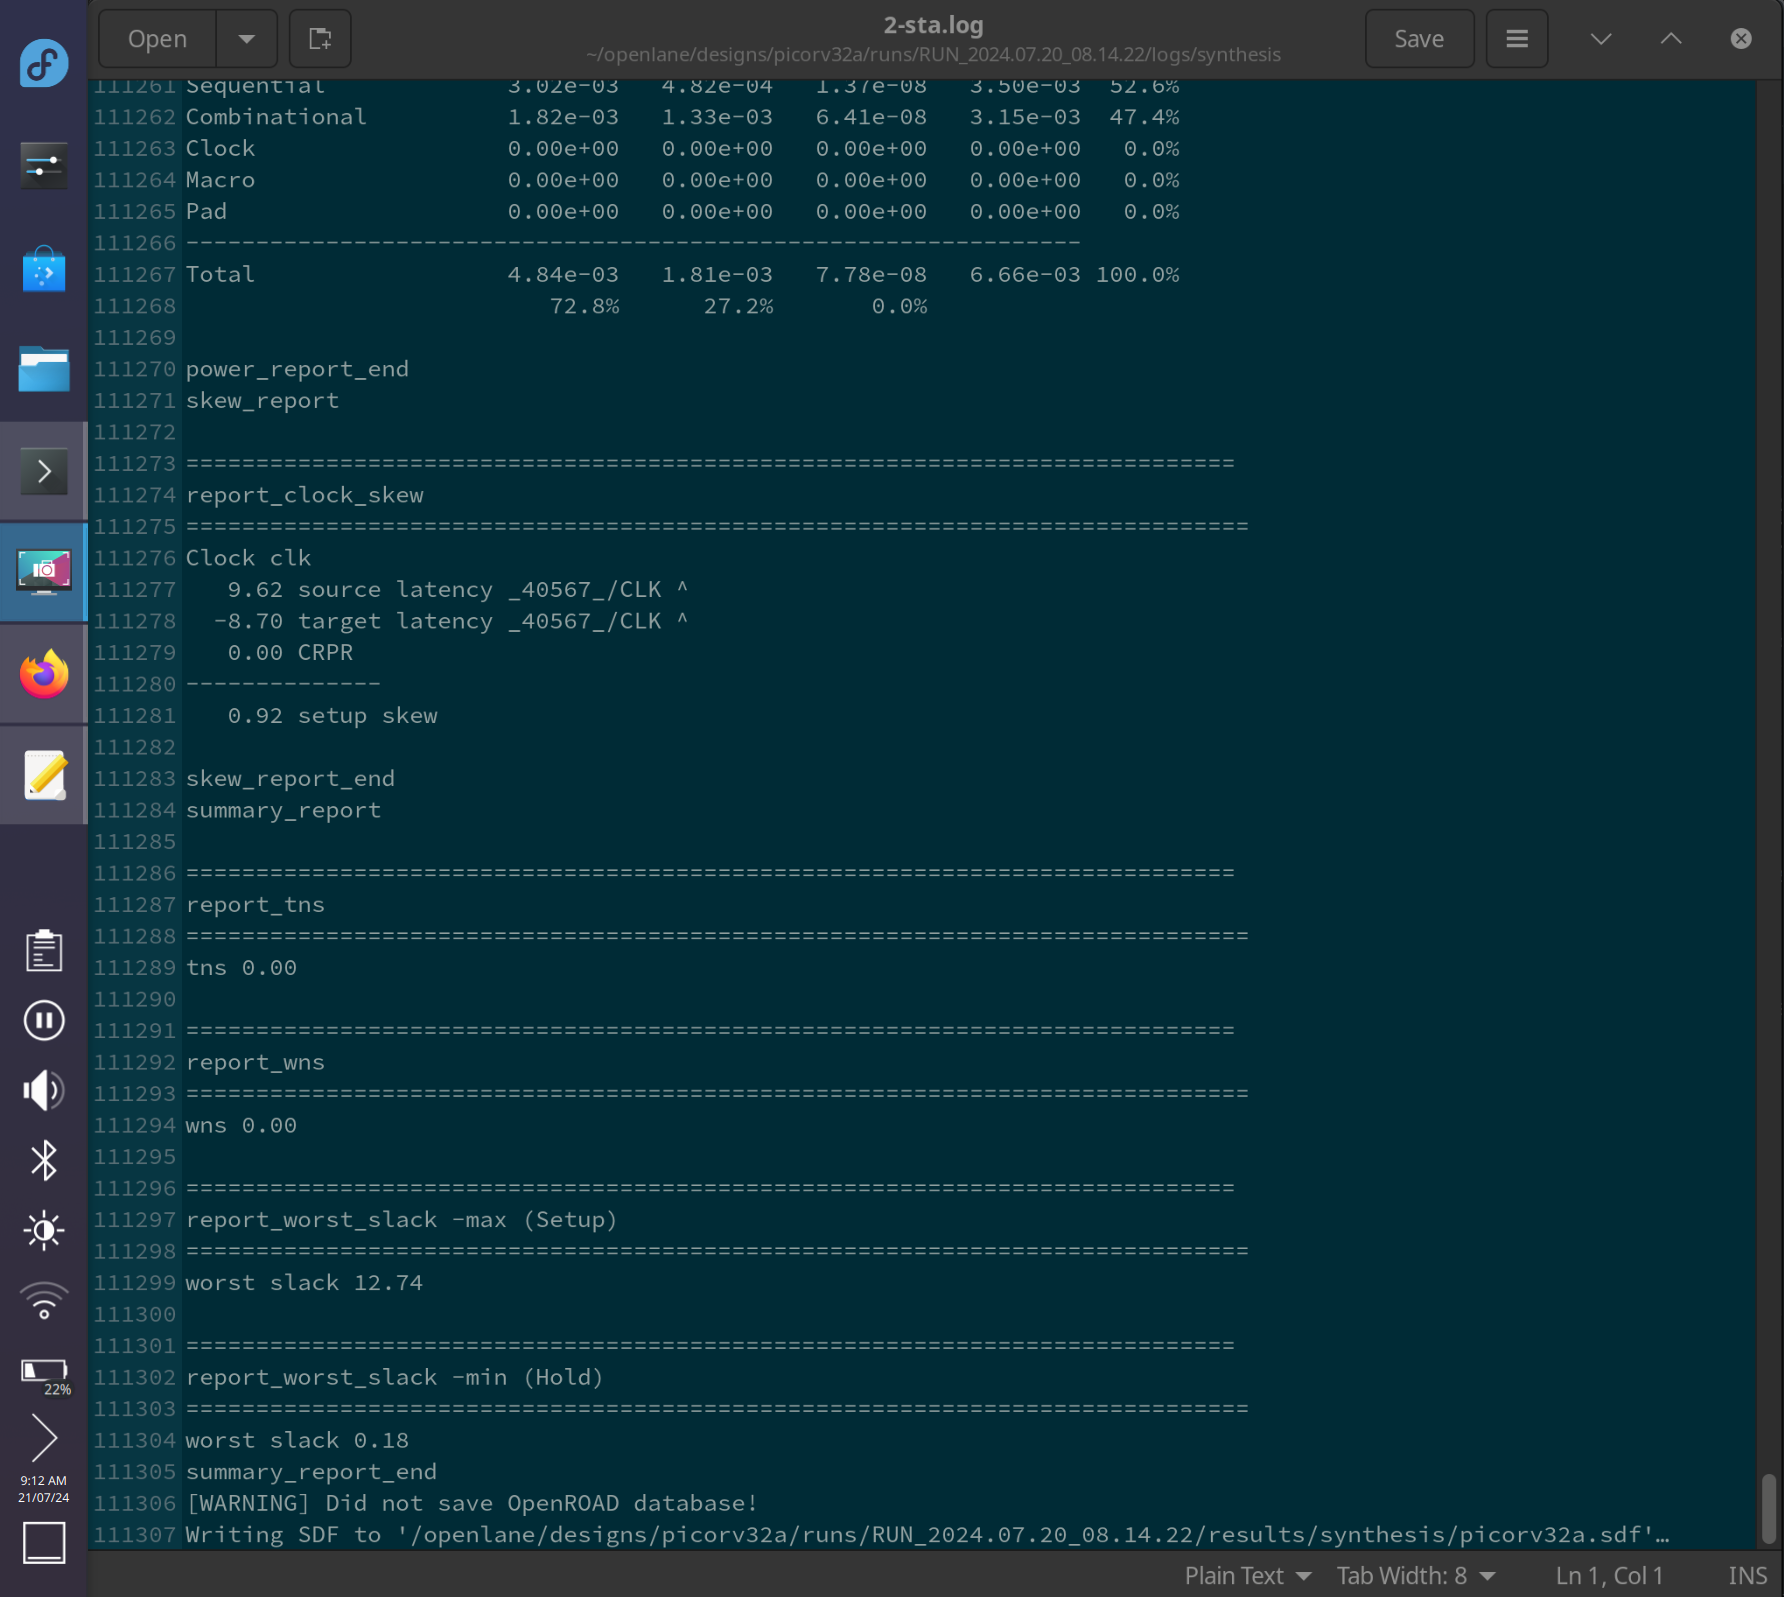 Open
2-sta.log
~/openlane/designs/picorv32a/runs/RUN_2024.07.20_08.14.22/logs/synthesis
Save
111261 Sequential 3.02e-03 4.82e-04 1.37e-08 3.50e-03 52.6%
111262 Combinational 1.82e-03 1.33e-03 6.41e-08 3.15e-03 47.4%
111263 Clock 0.00e+00 0.00e+00 0.00e+00 0.00e+00 0.0%
111264 Macro 0.00e+00 0.00e+00 0.00e+00 0.00e+00 0.0%
111265 Pad 0.00e+00 0.00e+00 0.00e+00 0.00e+00 0.0%
111266 ----------------------------------------------------------------
111267 Total 4.84e-03 1.81e-03 7.78e-08 6.66e-03 100.0%
111268 72.8% 27.2% 0.0%
111269
111270 power_report_end
111271 skew_report
111272
111273 ===========================================================================
111274 report_clock_skew
111275 ============================================================================
111276 Clock clk
111277 9.62 source latency _40567_/CLK ^
111278 -8.70 target latency _40567_/CLK ^
111279 0.00 CRPR
111280 --------------
111281 0.92 setup skew
111282
111283 skew_report_end
111284 summary_report
111285
111286 ===========================================================================
111287 report_tns
111288 ============================================================================
111289 tns 0.00
111290
111291 ===========================================================================
111292 report_wns
111293 ============================================================================
111294 wns 0.00
111295
111296 ===========================================================================
111297 report_worst_slack -max (Setup)
111298 ============================================================================
111299 worst slack 12.74
111300
111301 ===========================================================================
111302 report_worst_slack -min (Hold)
111303 ============================================================================
111304 worst slack 0.18
111305 summary_report_end
111306 [WARNING] Did not save OpenROAD database!
111307 Writing SDF to '/openlane/designs/picorv32a/runs/RUN_2024.07.20_08.14.22/results/synthesis/picorv32a.sdf'…
22%
9:12 AM
21/07/24
Plain Text Tab Width: 8 Ln 1, Col 1 INS